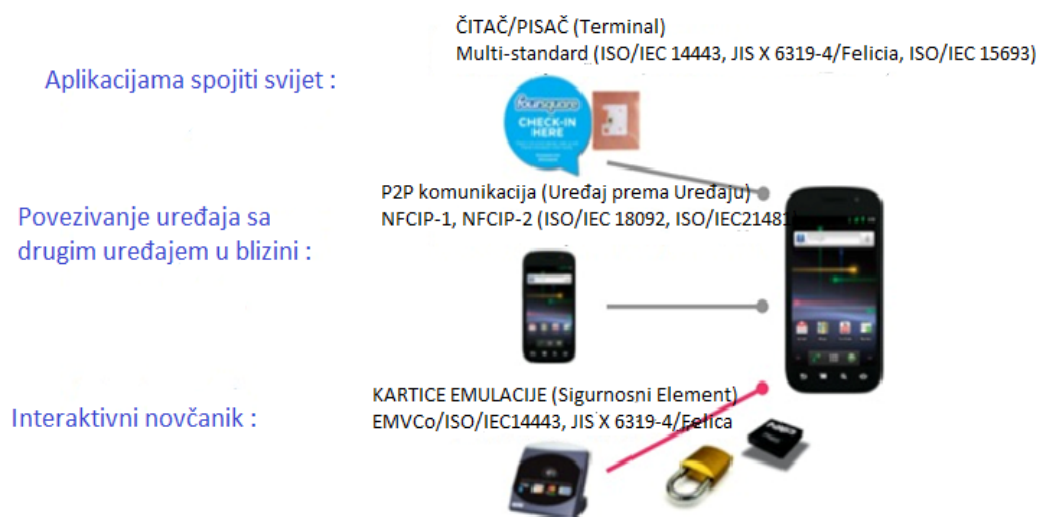 ČITAČ/PISAČ (Terminal)
Multi-standard (ISO/IEC 14443, JIS X 6319-4/Felicia, ISO/IEC 15693)
Aplikacijama spojiti svijet :
foursquare
CHECK-IN
HERE
P2P komunikacija (Uređaj prema Uređaju)
NFCIP-1, NFCIP-2 (ISO/IEC 18092, ISO/IEC21481)
Povezivanje uređaja sa
drugim uređajem u blizini :
KARTICE EMULACIJE (Sigurnosni Element)
EMVCo/ISO/IEC14443, JIS X 6319-4/Felica
Interaktivni novčanik :